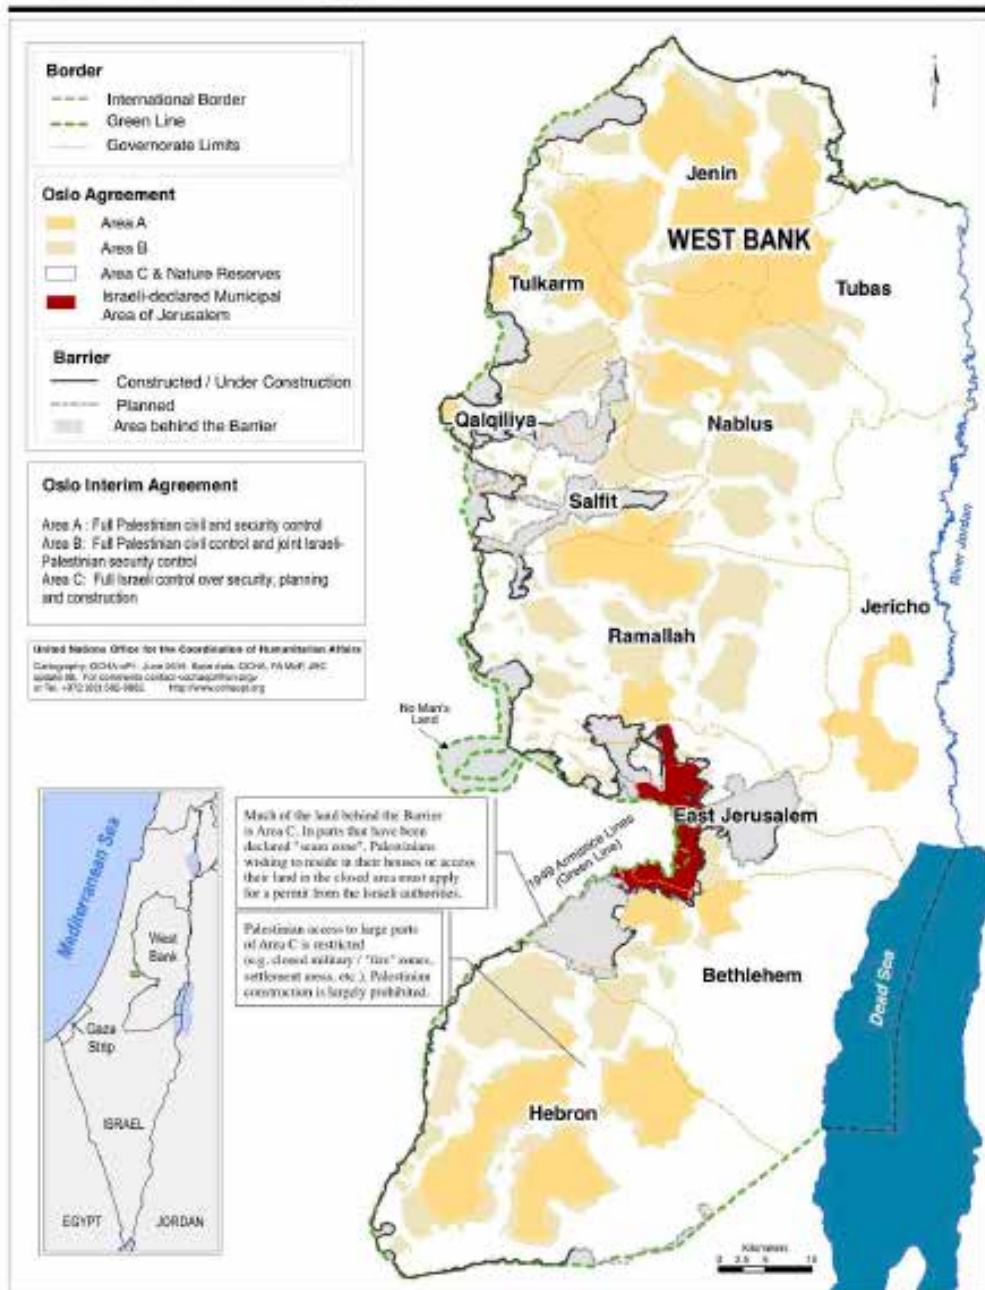 Border
International Border
Green Line
Governorate Limits
Oslo Agreement
Area A
Area B
Area C & Nature Reserves
Israeli-declared Municipal
Area of Jerusalem
Barrier
Constructed / Under Construction
Planned
Area behind the Barrier
Oslo Interim Agreement
Area A : Full Palestinian civil and security control
Area B: Full Palestinian civil control and joint Israeli-
Palestinian security control
Area C: Full Israeli control over security, planning
and construction
United Nations Office for the Coordination of Humanitarian Affairs
Jenin
WEST BANK
Tulkarm
Tubas
Qalqiliya
Nablus
Salfit
River Jordan
Jericho
Ramallah
No Man's
Land
East Jerusalem
1949 Armistice Lines
(Green Line)
Much of the land behind the Barrier
is Area C. In parts that have been
declared "seam zone", Palestinians
wishing to reside in their houses or access
their land in the closed area must apply
for a permit from the Israeli authorities.
Palestinian access to large parts
of Area C is restricted
(e.g. closed military / "fire" zones,
settlement areas, etc.). Palestinian
construction is largely prohibited.
Bethlehem
Dead Sea
Hebron
Mediterranean Sea
West
Bank
Gaza
Strip
ISRAEL
EGYPT
JORDAN
Kilometers
0 2.5 5 10